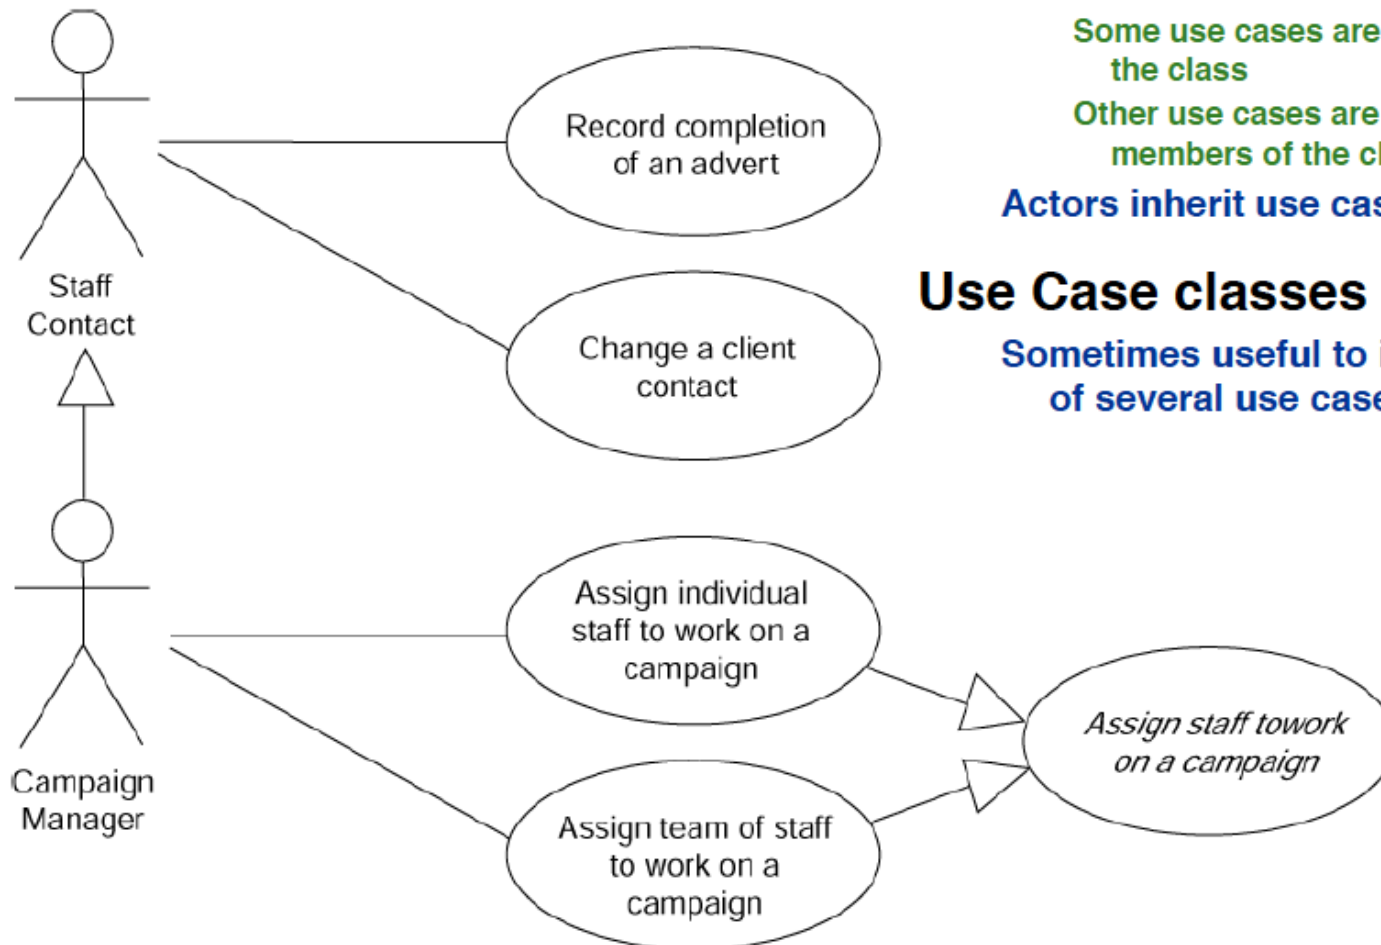 Some use cases are
the class
Other use cases are
members of the
Actors inherit use
Use Case classes
Sometimes useful to
of several use
Record completion
of an advert
Staff
Contact
Change a client
contact
Assign individual
staff to work on a
campaign
Assign staff towork
on a campaign
Campaign
Manager
Assign team of staff
to work on a
campaign